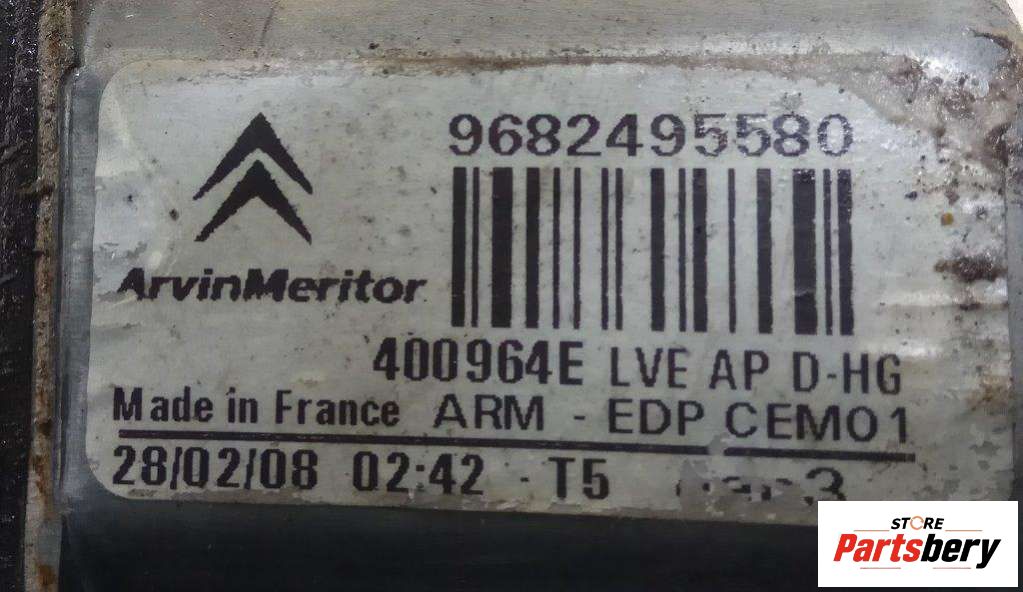 9682495580
ArvinMeritor
400964E LVE AP D-HG
Made in France ARM - EDP CEM01
28/02/08 02:42 - T5
STORE
Partsbery